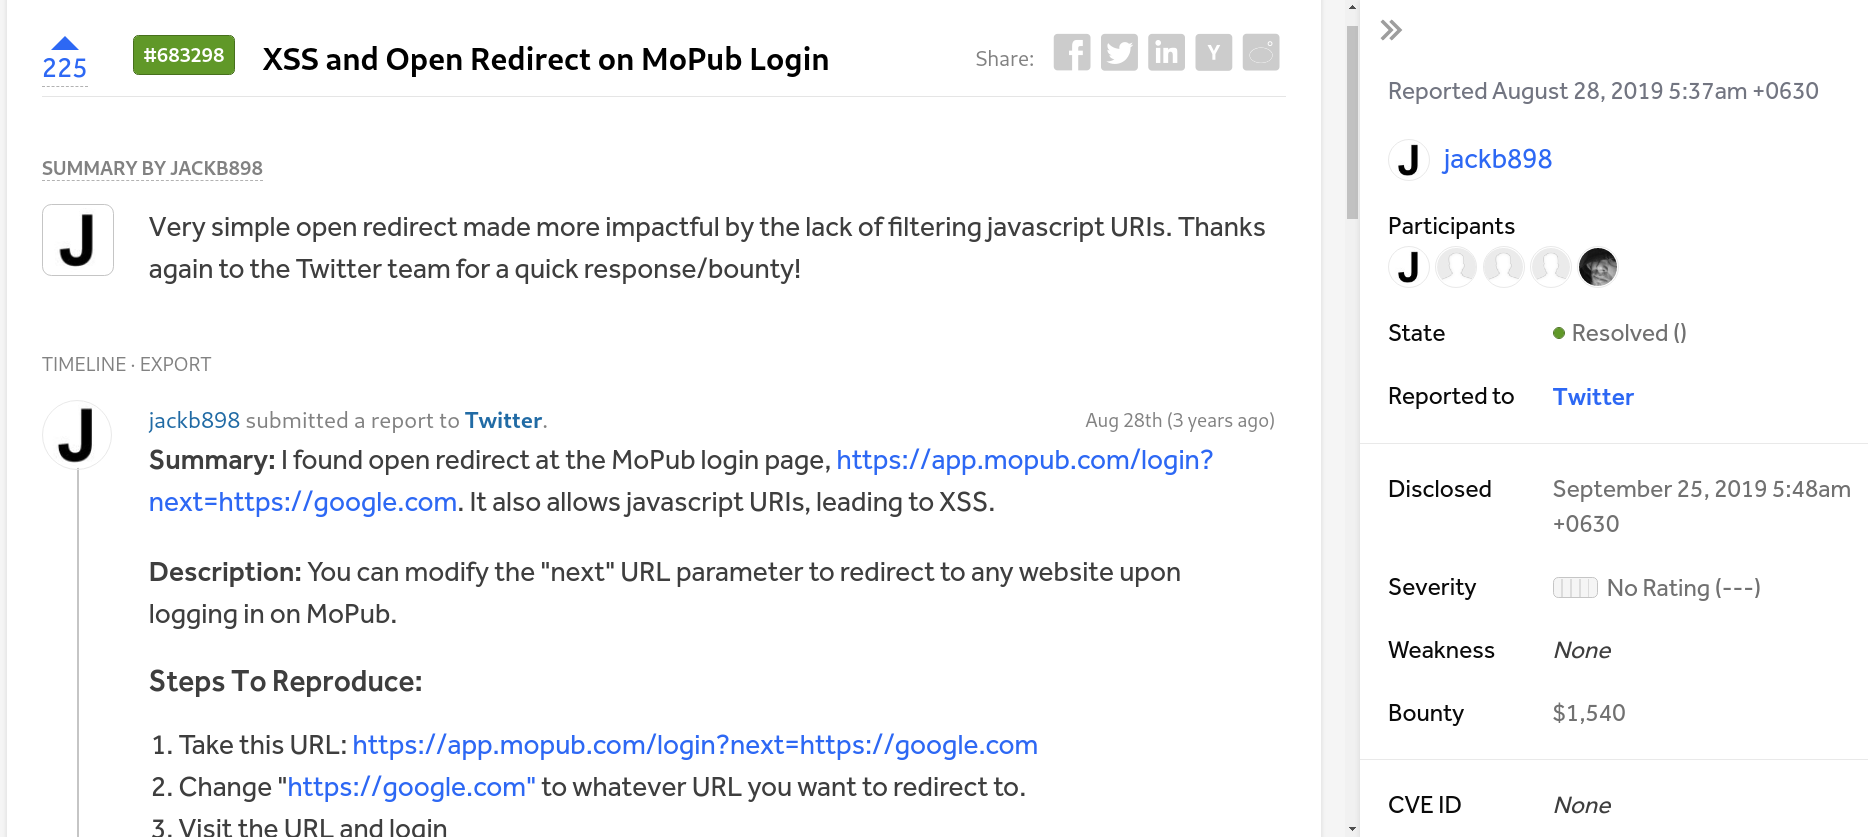 225
#683298
XSS and Open Redirect on MoPub Login
Share:
Y
SUMMARY BY JACKB898
J
Very simple open redirect made more impactful by the lack of filtering javascript URIs. Thanks
again to the Twitter team for a quick response/bounty!
TIMELINE · EXPORT
J
jackb898 submitted a report to Twitter.
Aug 28th (3 years ago)
Summary: I found open redirect at the MoPub login page, https://app.mopub.com/login?
next=https://google.com. It also allows javascript URIs, leading to XSS.
Description: You can modify the "next" URL parameter to redirect to any website upon
logging in on MoPub.
Steps To Reproduce:
1. Take this URL: https://app.mopub.com/login?next=https://google.com
2. Change "https://google.com" to whatever URL you want to redirect to.
3. Visit the URL and login
Reported August 28, 2019 5:37am +0630
J jackb898
Participants
J
State Resolved ()
Reported to Twitter
Disclosed September 25, 2019 5:48am
+0630
Severity No Rating (---)
Weakness None
Bounty $1,540
CVE ID None